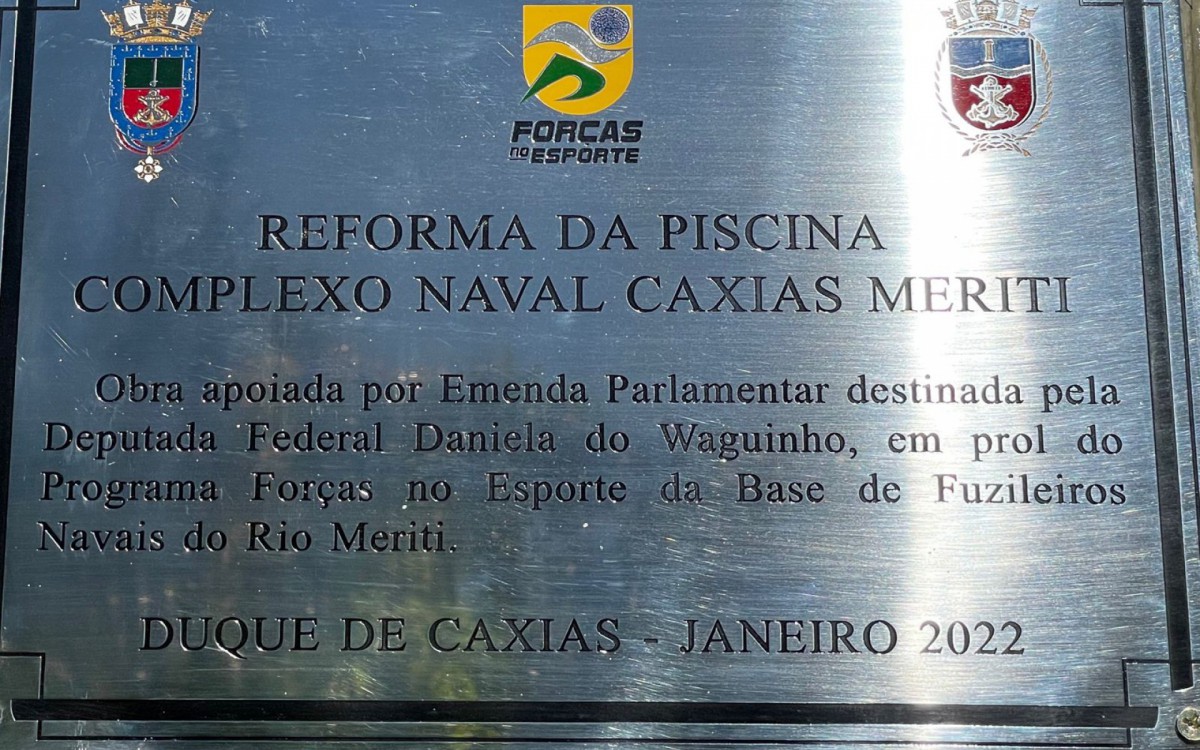 FORÇAS
no ESPORTE
REFORMA DA PISCINA
COMPLEXO NAVAL CAXIAS MERITI
Obra apoiada por Emenda Parlamentar destinada pela
Deputada Federal Daniela do Waguinho, em prol do
Programa Forças no Esporte da Base de Fuzileiros
Navais do Rio Meriti.
DUQUE DE CAXIAS - JANEIRO 2022